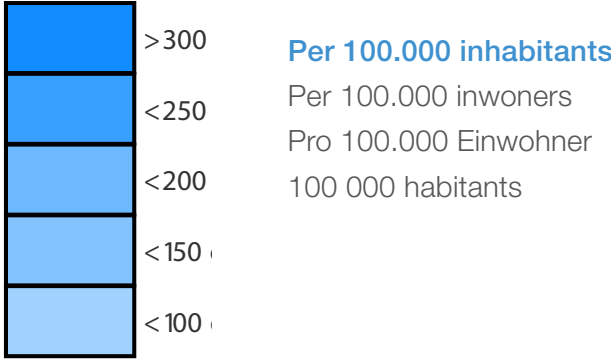 >300
<250
<200
<150
<100
Per 100.000 inhabitants
Per 100.000 inwoners
Pro 100.000 Einwohner
100 000 habitants